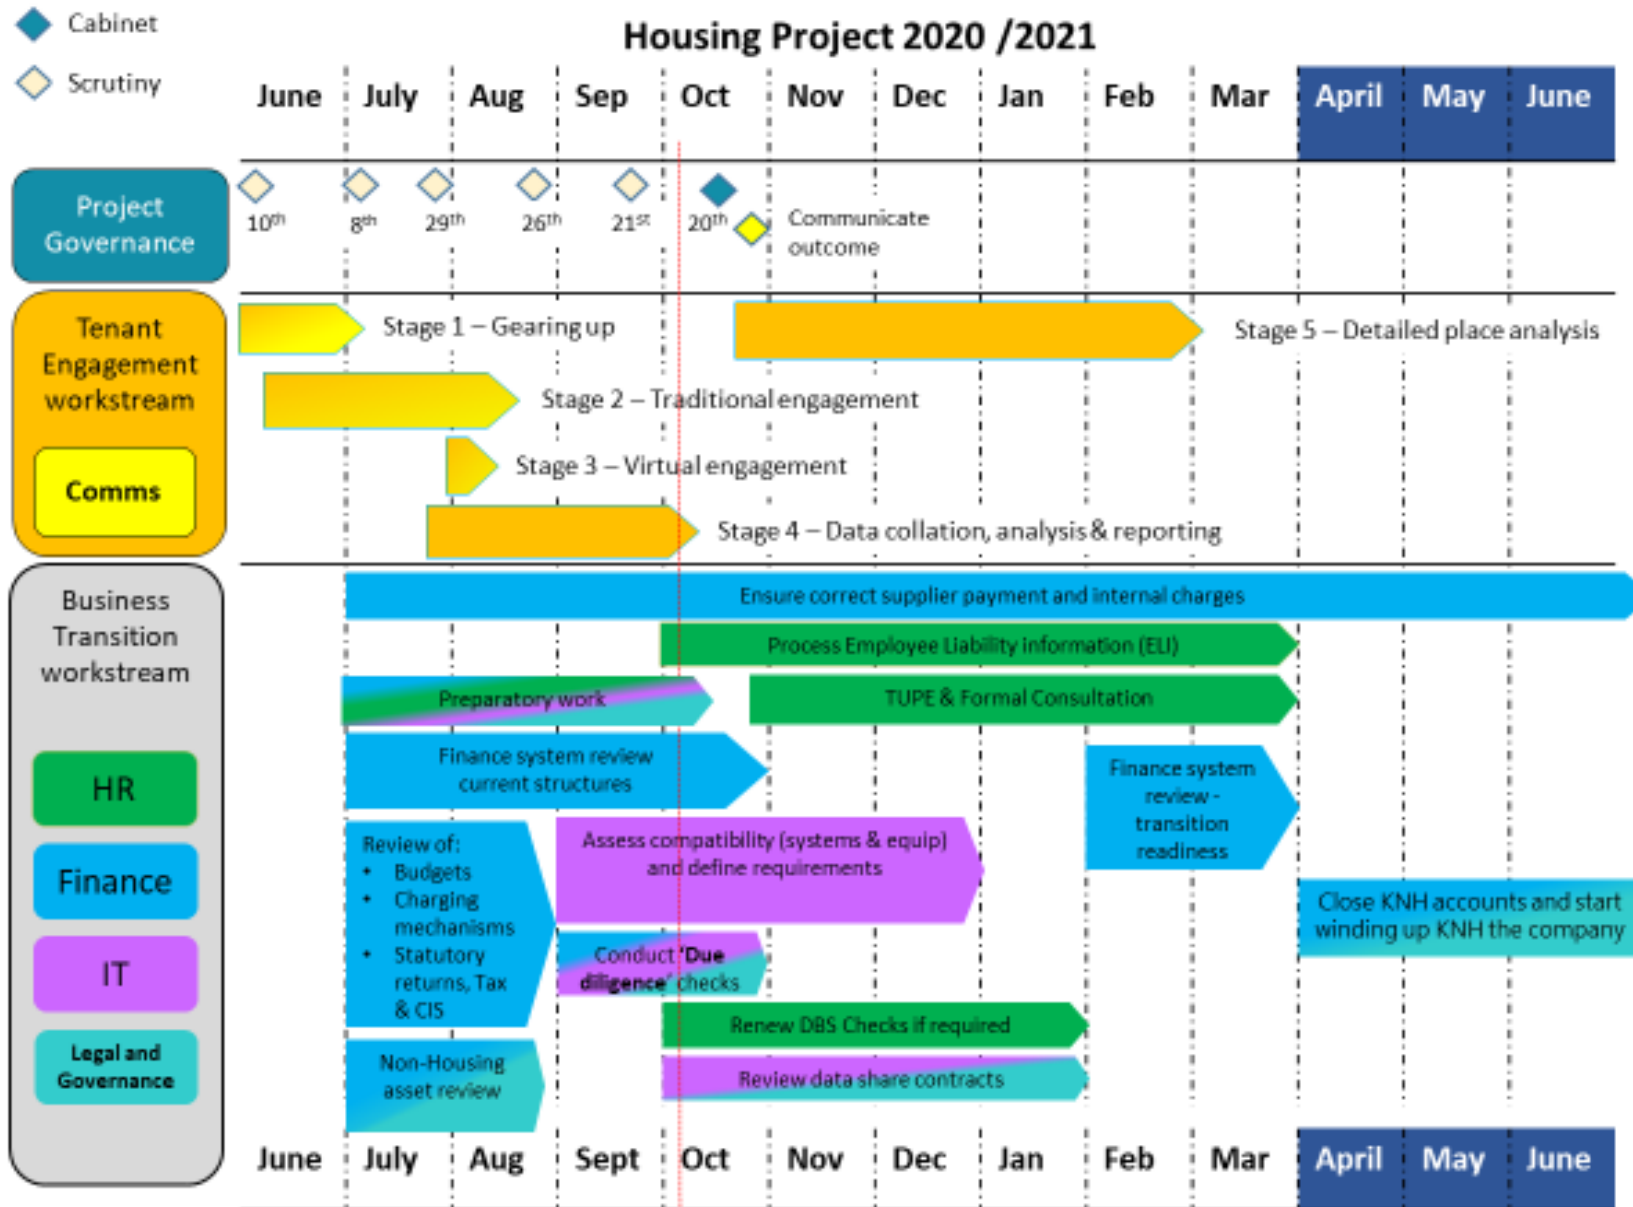 Cabinet
Scrutiny
Housing Project 2020 /2021
June July Aug Sep Oct Nov Dec Jan Feb Mar April May June
Project
Governance
10th 8th 29th 26th 21st 20th
Communicate
outcome
Tenant
Engagement
workstream
Comms
Stage 1 – Gearing up
Stage 5 – Detailed place analysis
Stage 2 – Traditional engagement
Stage 3 – Virtual engagement
Stage 4 – Data collation, analysis & reporting
Business
Transition
workstream
HR
Finance
IT
Legal and
Governance
Ensure correct supplier payment and internal charges
Process Employee Liability information (ELI)
Preparatory work
TUPE & Formal Consultation
Finance system review
current structures
Finance system
review -
transition
readiness
Review of:
• Budgets
• Charging
mechanisms
• Statutory
returns, Tax
& CIS
Assess compatibility (systems & equip)
and define requirements
Close KNH accounts and start
winding up KNH the company
Conduct 'Due
diligence' checks
Renew DBS Checks if required
Non-Housing
asset review
Review data share contracts
June July Aug Sept Oct Nov Dec Jan Feb Mar April May June